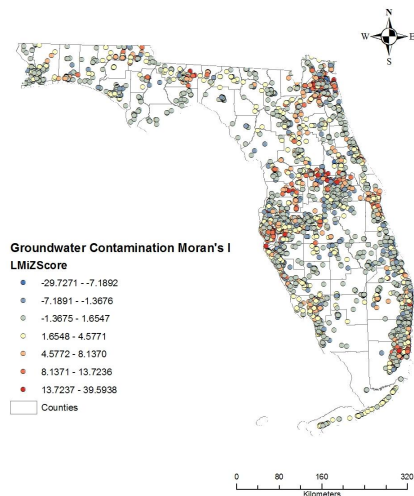 N
W E
S
Groundwater Contamination Moran's I
LMiZScore
-29.7271 - -7.1892
-7.1891 - -1.3676
-1.3675 - 1.6547
1.6548 - 4.5771
4.5772 - 8.1370
8.1371 - 13.7236
13.7237 - 39.5938
Counties
0 80 160 240 320
Kilometers